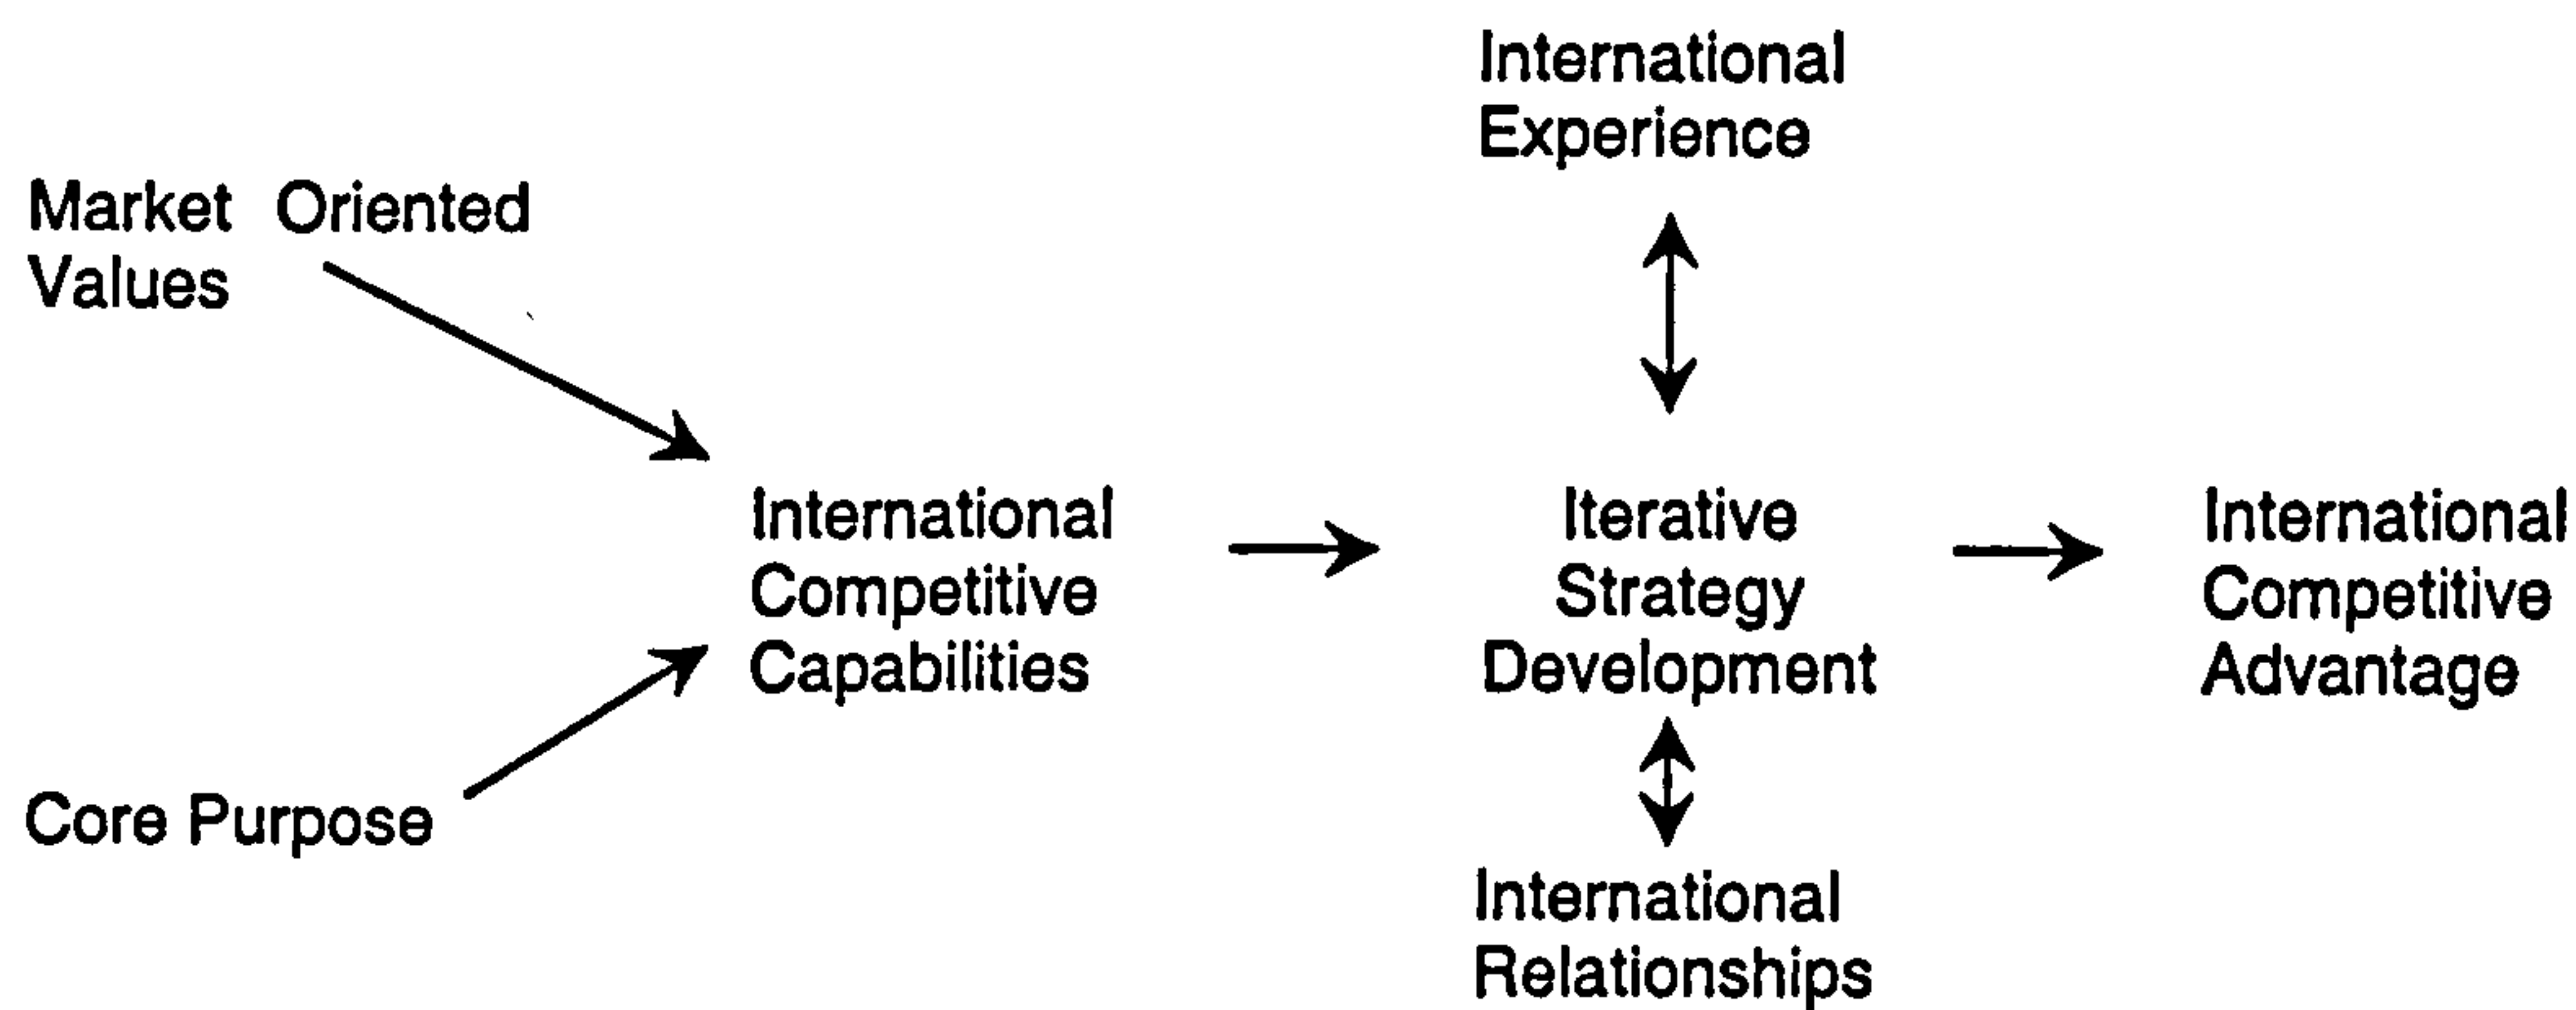 Market Oriented
Values
Core Purpose
International
Competitive
Capabilities
International
Experience
Iterative
Strategy
Development
International
Relationships
International
Competitive
Advantage